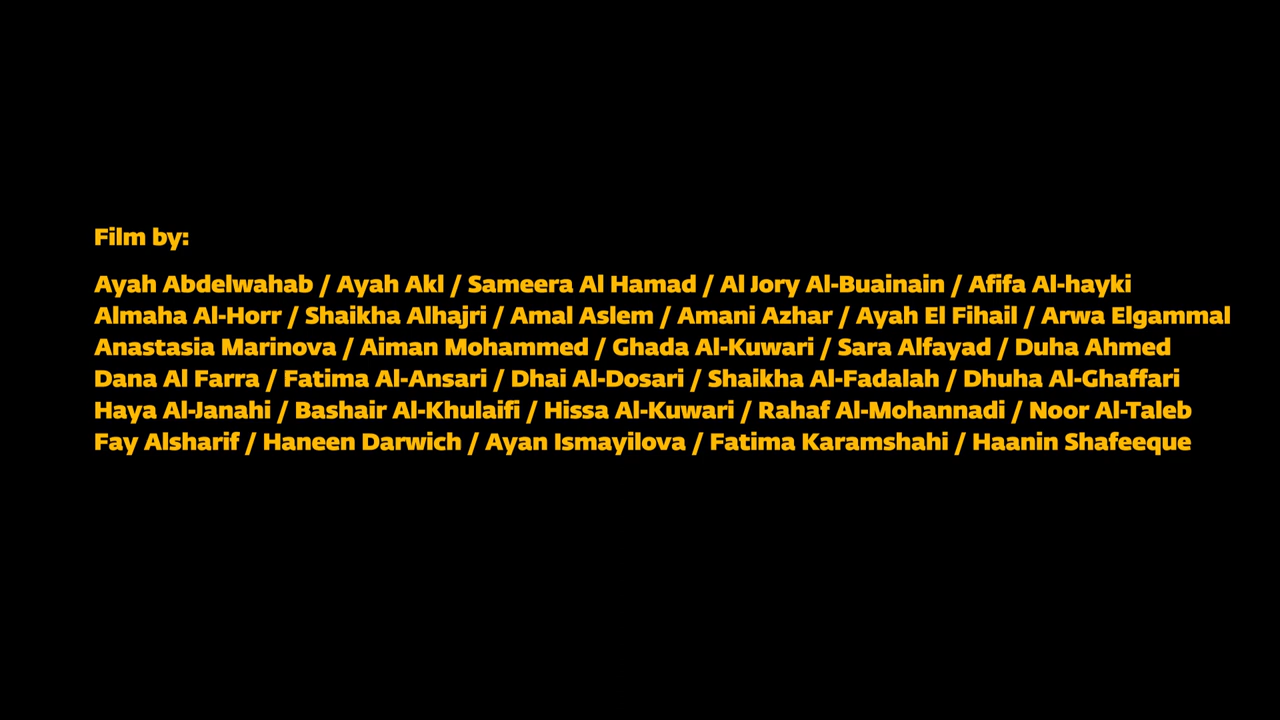 Film by:
Ayah Abdelwahab / Ayah Akl / Sameera Al Hamad / Al Jory Al-Buainain / Afifa Al-hayki
Almaha Al-Horr / Shaikha Alhajri / Amal Aslem / Amani Azhar / Ayah El Fihail / Arwa Elgammal
Anastasia Marinova / Aiman Mohammed / Ghada Al-Kuwari / Sara Alfayad / Duha Ahmed
Dana Al Farra / Fatima Al-Ansari / Dhai Al-Dosari / Shaikha Al-Fadalah / Dhuha Al-Ghaffari
Haya Al-Janahi / Bashair Al-Khulaifi / Hissa Al-Kuwari / Rahaf Al-Mohannadi / Noor Al-Taleb
Fay Alsharif / Haneen Darwich / Ayan Ismayilova / Fatima Karamshahi / Haanin Shafeeque